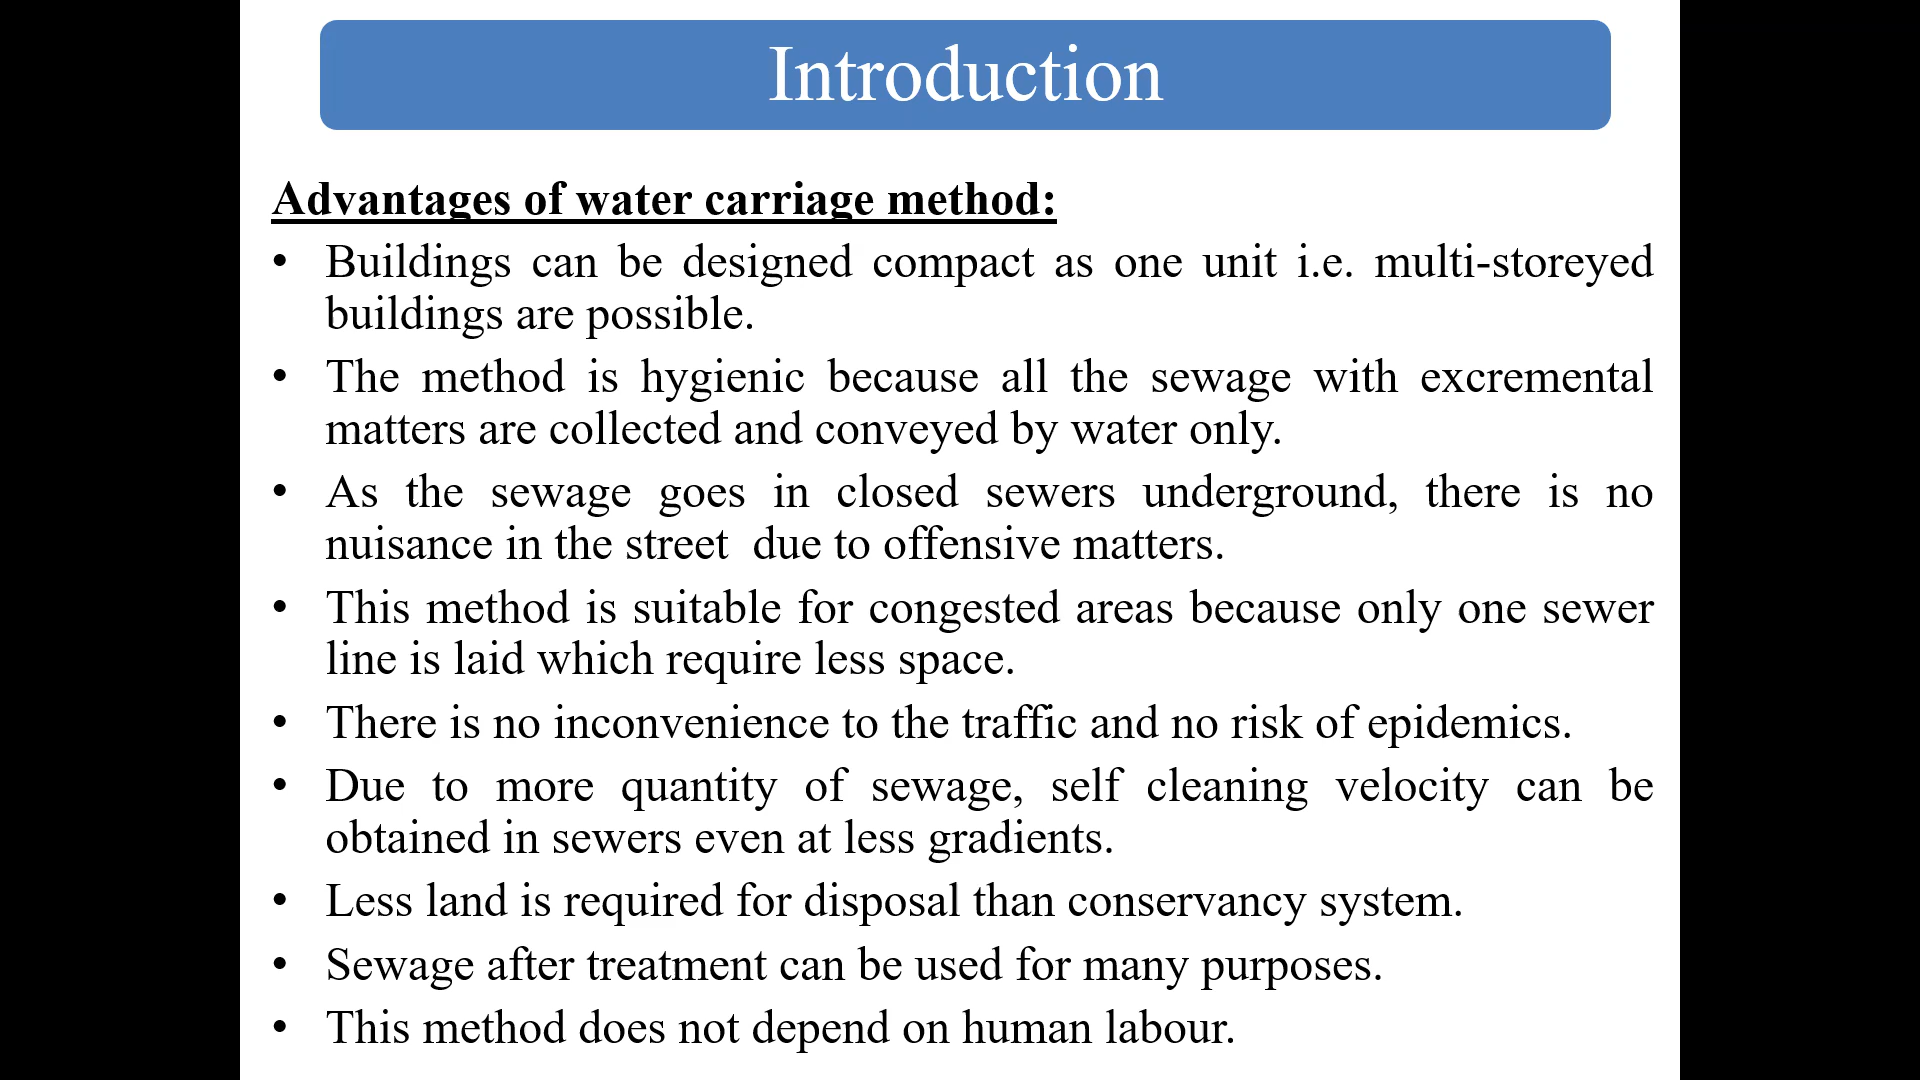 Introduction
Advantages of water carriage method:
• Buildings can be designed compact as one unit i.e. multi-storeyed
buildings are possible.
• The method is hygienic because all the sewage with excremental
matters are collected and conveyed by water only.
• As the sewage goes in closed sewers underground, there is no
nuisance in the street  due to offensive matters.
• This method is suitable for congested areas because only one sewer
line is laid which require less space.
• There is no inconvenience to the traffic and no risk of epidemics.
• Due to more quantity of sewage, self cleaning velocity can be
obtained in sewers even at less gradients.
• Less land is required for disposal than conservancy system.
• Sewage after treatment can be used for many purposes.
• This method does not depend on human labour.